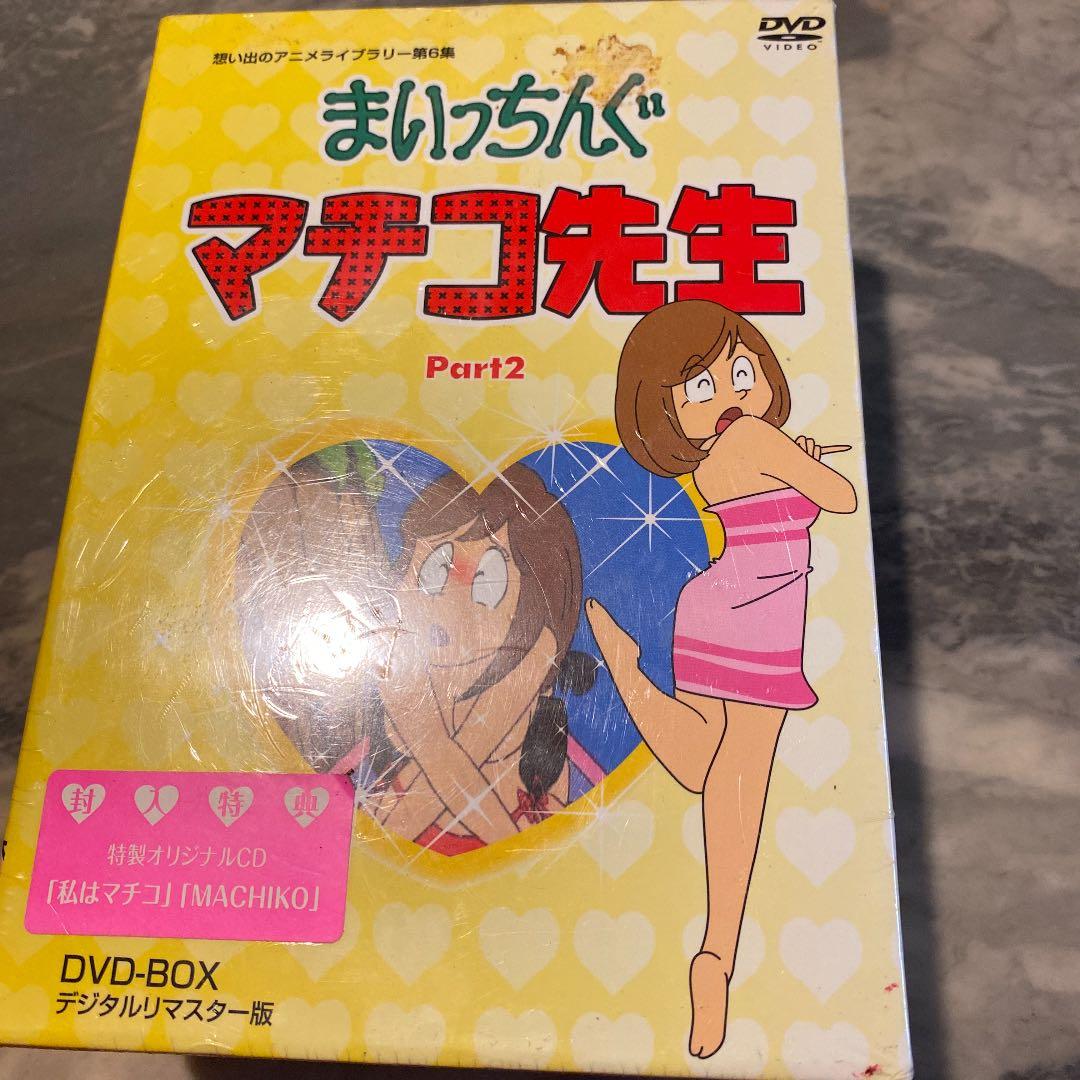 DVD
VIDEO
想い出のアニメライブラリー第6集
まいっちんぐ
マチコ先生
Part2
封入特典
特製オリジナルCD
「私はマチコ」「MACHIKO」
DVD-BOX
デジタルリマスター版